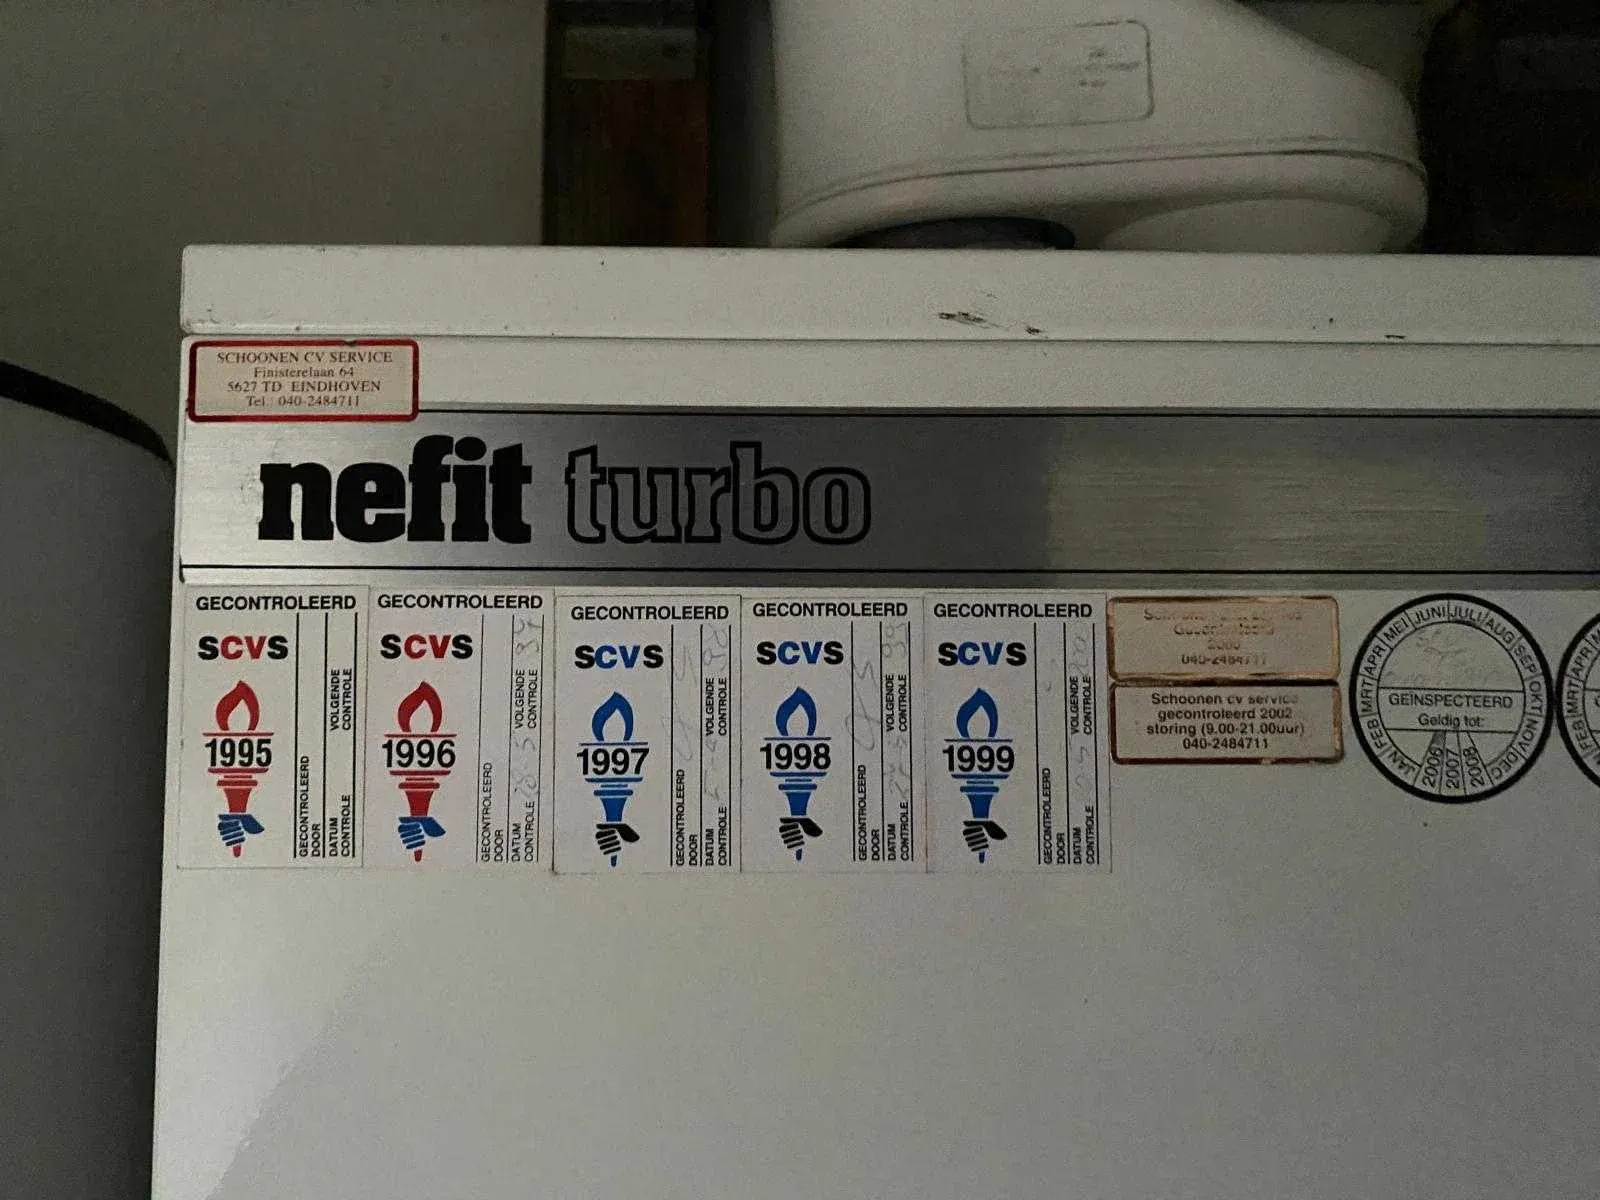 SCHOONEN CV SERVICE
Finisterelaan 64
5627 TD EINDHOVEN
Tel.: 040-2484711
nefit turbo
GECONTROLEERD
SCVS
1995
GECONTROLEERD DOOR
DATUM CONTROLE
VOLGENDE CONTROLE
GECONTROLEERD
SCVS
1996
GECONTROLEERD DOOR
DATUM CONTROLE
VOLGENDE CONTROLE
GECONTROLEERD
SCVS
1997
GECONTROLEERD DOOR
DATUM CONTROLE
VOLGENDE CONTROLE
GECONTROLEERD
SCVS
1998
GECONTROLEERD DOOR
DATUM CONTROLE
VOLGENDE CONTROLE
GECONTROLEERD
SCVS
1999
GECONTROLEERD DOOR
DATUM CONTROLE
VOLGENDE CONTROLE
040-2484711
Schoonen cv service
gecontroleerd 2002
storing (9.00-21.00uur)
040-2484711
JAN FEB MRT APR MEI JUNI JULI AUG SEP OKT NOV DEC
GEÏNSPECTEERD
Geldig tot:
2006 2007 2008
FEB MRT APR